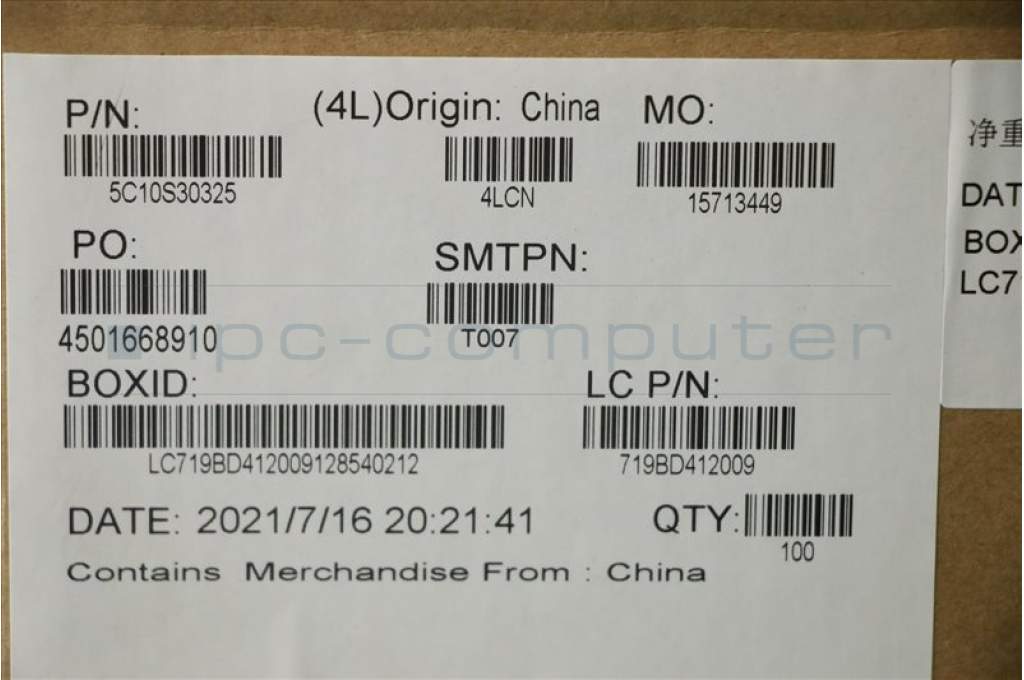 P/N: (4L)Origin: China MO:
5C10S30325 4LCN 15713449
PO: SMTPN:
4501668910 T007
ipc-computer
BOXID: LC P/N:
LC719BD412009128540212 719BD412009
DATE: 2021/7/16 20:21:41 QTY:
100
Contains Merchandise From : China
净重
DAT
BOX
LC7